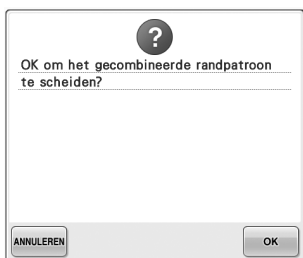 ?
OK om het gecombineerde randpatroon
te scheiden?
ANNULEREN
OK